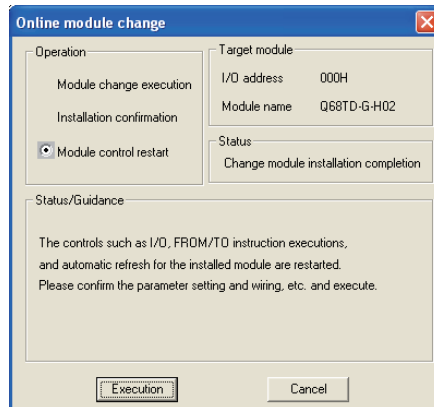 Online module change
Operation
Module change execution
Installation confirmation
Module control restart
Target module
I/O address 000H
Module name Q68TD-G-H02
Status
Change module installation completion
Status/Guidance
The controls such as I/O, FROM/TO instruction executions,
and automatic refresh for the installed module are restarted.
Please confirm the parameter setting and wiring, etc. and execute.
Execution
Cancel